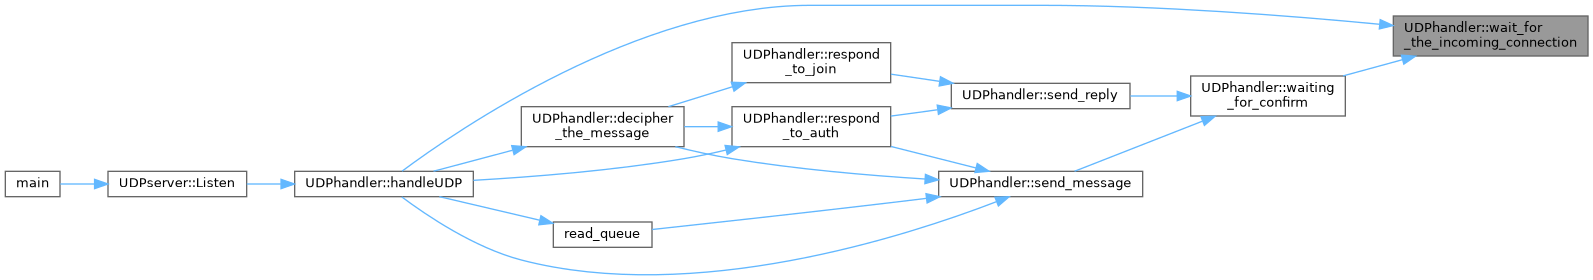 UDPhandler::wait_for
_the_incoming_connection
UDPhandler::respond
_to_join
UDPhandler::waiting
_for_confirm
UDPhandler::send_reply
UDPhandler::decipher
_the_message
UDPhandler::respond
_to_auth
main
UDPserver::Listen
UDPhandler::handleUDP
UDPhandler::send_message
read_queue